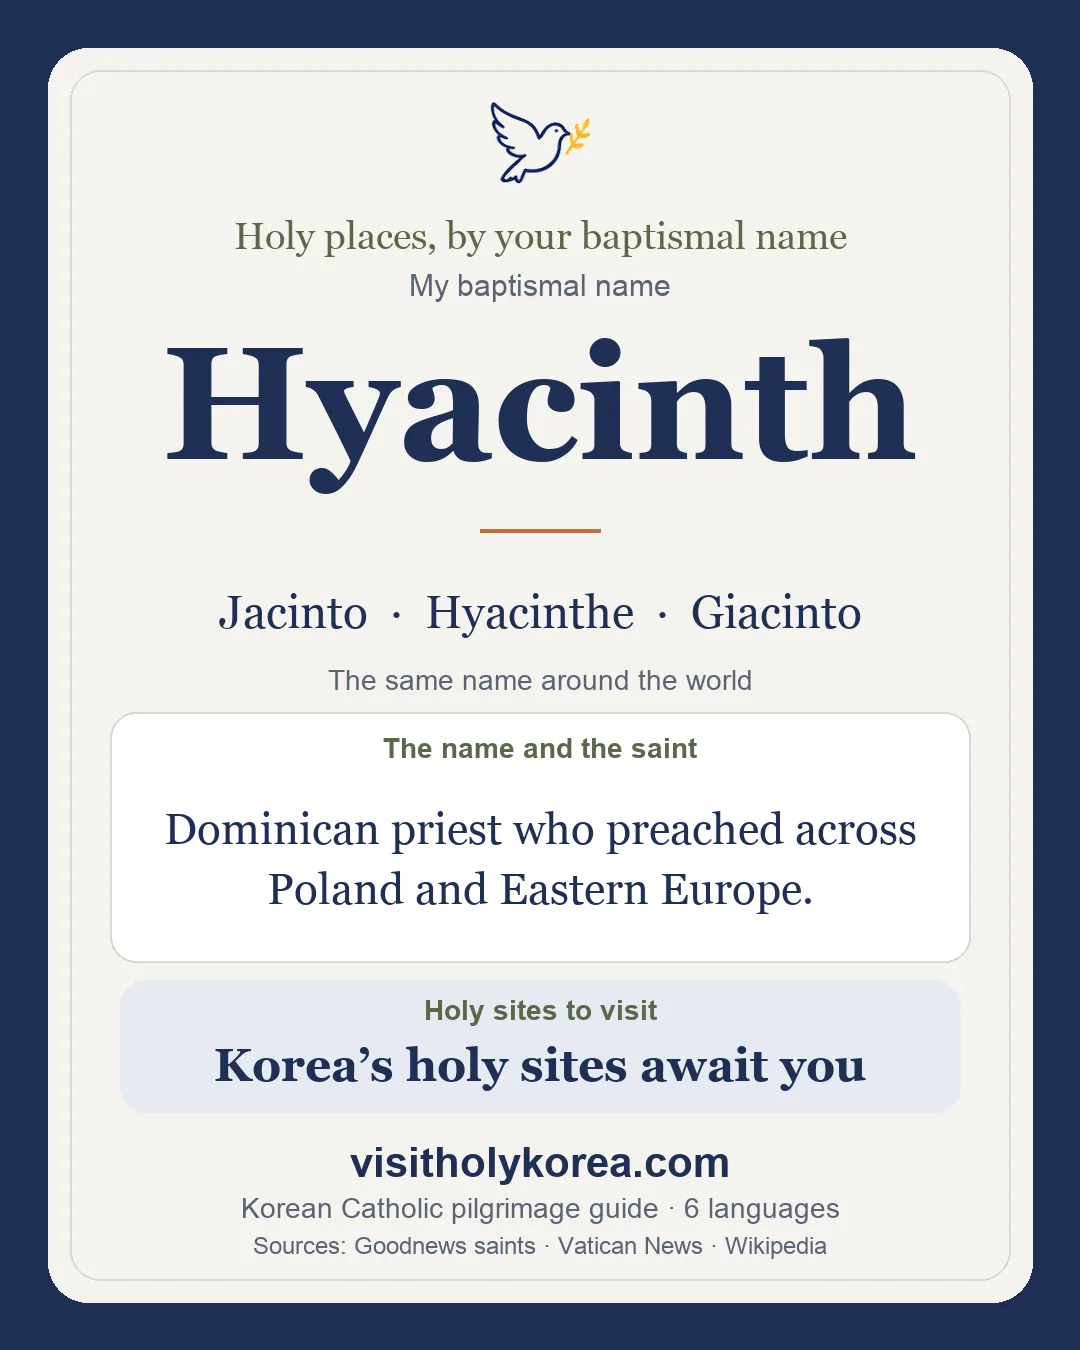 Holy places, by your baptismal name
My baptismal name
Hyacinth
Jacinto · Hyacinthe · Giacinto
The same name around the world
The name and the saint
Dominican priest who preached across
Poland and Eastern Europe.
Holy sites to visit
Korea’s holy sites await you
visitholykorea.com
Korean Catholic pilgrimage guide · 6 languages
Sources: Goodnews saints · Vatican News · Wikipedia